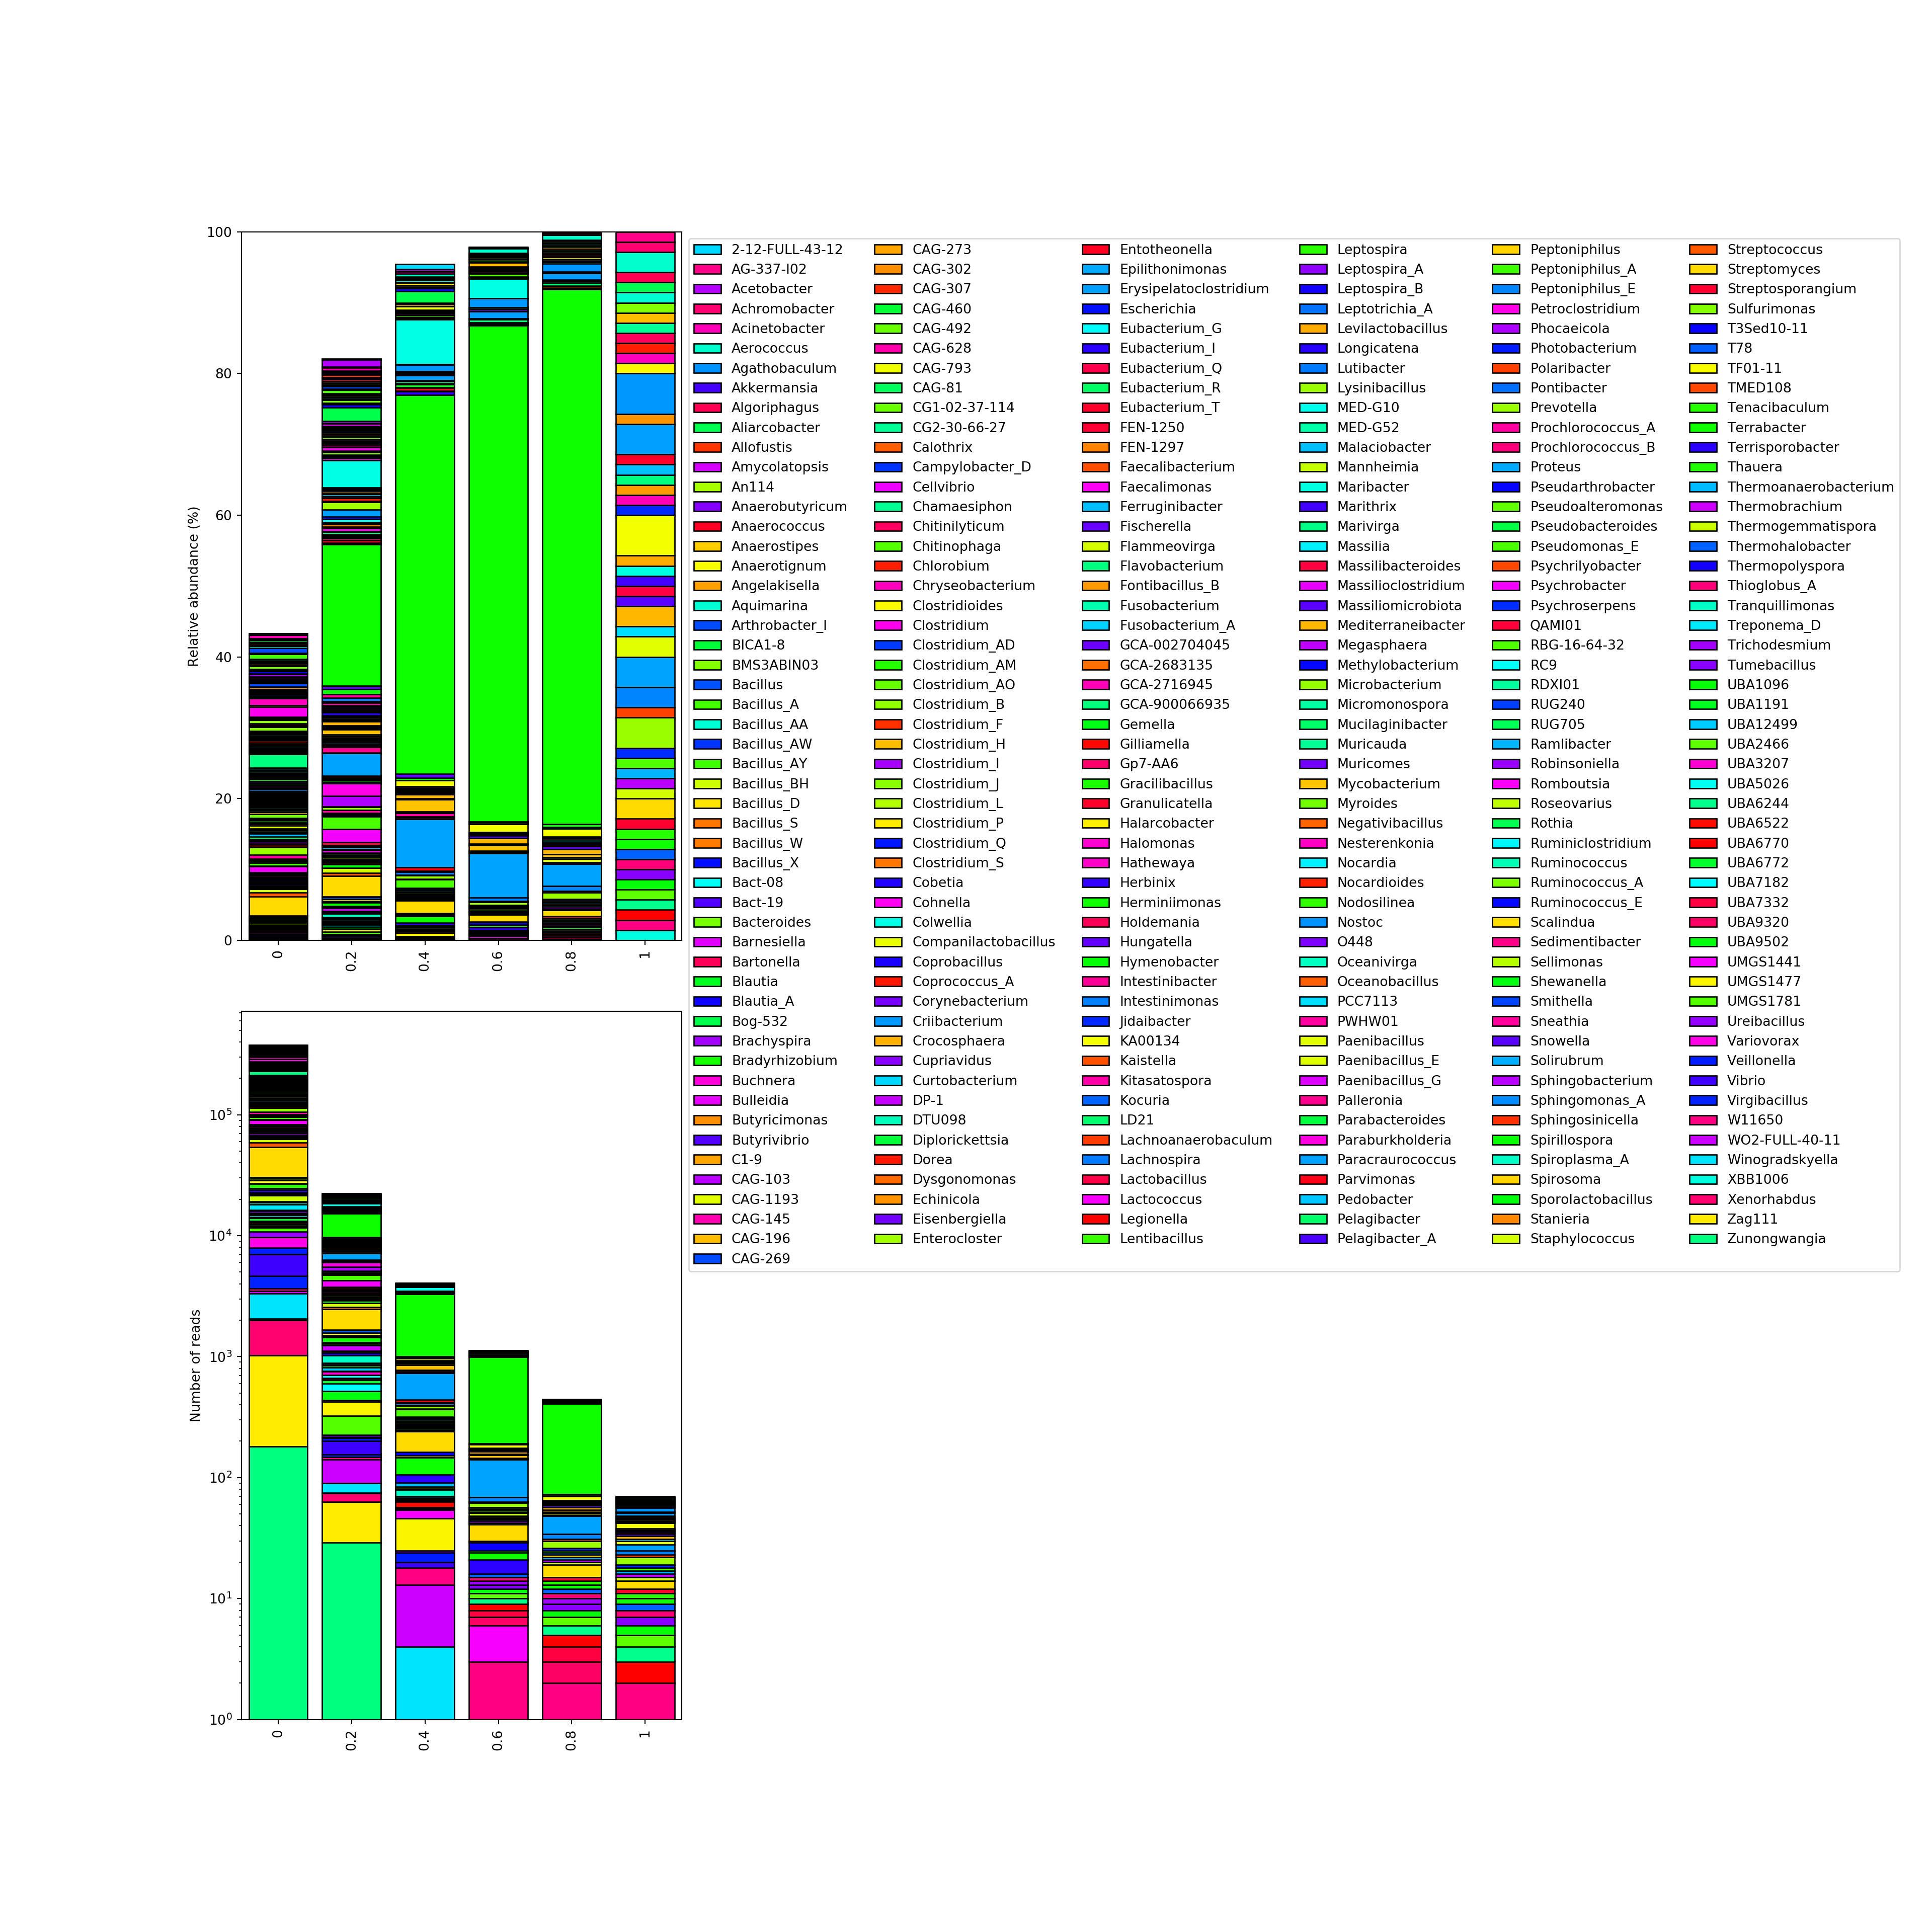 100
80
60
40
20
0
Relative abundance (%)
0
0.2
0.4
0.6
0.8
1
10⁵
10⁴
10³
10²
10¹
10⁰
Number of reads
0
0.2
0.4
0.6
0.8
1
2-12-FULL-43-12
AG-337-I02
Acetobacter
Achromobacter
Acinetobacter
Aerococcus
Agathobaculum
Akkermansia
Algoriphagus
Aliarcobacter
Allofustis
Amycolatopsis
An114
Anaerobutyricum
Anaerococcus
Anaerostipes
Anaerotignum
Angelakisella
Aquimarina
Arthrobacter_I
BICA1-8
BMS3ABIN03
Bacillus
Bacillus_A
Bacillus_AA
Bacillus_AW
Bacillus_AY
Bacillus_BH
Bacillus_D
Bacillus_S
Bacillus_W
Bacillus_X
Bact-08
Bact-19
Bacteroides
Barnesiella
Bartonella
Blautia
Blautia_A
Bog-532
Brachyspira
Bradyrhizobium
Buchnera
Bulleidia
Butyricimonas
Butyrivibrio
C1-9
CAG-103
CAG-1193
CAG-145
CAG-196
CAG-269
CAG-273
CAG-302
CAG-307
CAG-460
CAG-492
CAG-628
CAG-793
CAG-81
CG1-02-37-114
CG2-30-66-27
Calothrix
Campylobacter_D
Cellvibrio
Chamaesiphon
Chitinilyticum
Chitinophaga
Chlorobium
Chryseobacterium
Clostridioides
Clostridium
Clostridium_AD
Clostridium_AM
Clostridium_AO
Clostridium_B
Clostridium_F
Clostridium_H
Clostridium_I
Clostridium_J
Clostridium_L
Clostridium_P
Clostridium_Q
Clostridium_S
Cobetia
Cohnella
Colwellia
Companilactobacillus
Coprobacillus
Coprococcus_A
Corynebacterium
Criibacterium
Crocosphaera
Cupriavidus
Curtobacterium
DP-1
DTU098
Diplorickettsia
Dorea
Dysgonomonas
Echinicola
Eisenbergiella
Enterocloster
Entotheonella
Epilithonimonas
Erysipelatoclostridium
Escherichia
Eubacterium_G
Eubacterium_I
Eubacterium_Q
Eubacterium_R
Eubacterium_T
FEN-1250
FEN-1297
Faecalibacterium
Faecalimonas
Ferruginibacter
Fischerella
Flammeovirga
Flavobacterium
Fontibacillus_B
Fusobacterium
Fusobacterium_A
GCA-002704045
GCA-2683135
GCA-2716945
GCA-900066935
Gemella
Gilliamella
Gp7-AA6
Gracilibacillus
Granulicatella
Halarcobacter
Halomonas
Hathewaya
Herbinix
Herminiimonas
Holdemania
Hungatella
Hymenobacter
Intestinibacter
Intestinimonas
Jidaibacter
KA00134
Kaistella
Kitasatospora
Kocuria
LD21
Lachnoanaerobaculum
Lachnospira
Lactobacillus
Lactococcus
Legionella
Lentibacillus
Leptospira
Leptospira_A
Leptospira_B
Leptotrichia_A
Levilactobacillus
Longicatena
Lutibacter
Lysinibacillus
MED-G10
MED-G52
Malaciobacter
Mannheimia
Maribacter
Marithrix
Marivirga
Massilia
Massilibacteroides
Massilioclostridium
Massiliomicrobiota
Mediterraneibacter
Megasphaera
Methylobacterium
Microbacterium
Micromonospora
Mucilaginibacter
Muricauda
Muricomes
Mycobacterium
Myroides
Negativibacillus
Nesterenkonia
Nocardia
Nocardioides
Nodosilinea
Nostoc
O448
Oceanivirga
Oceanobacillus
PCC7113
PWHW01
Paenibacillus
Paenibacillus_E
Paenibacillus_G
Palleronia
Parabacteroides
Paraburkholderia
Paracraurococcus
Parvimonas
Pedobacter
Pelagibacter
Pelagibacter_A
Peptoniphilus
Peptoniphilus_A
Peptoniphilus_E
Petroclostridium
Phocaeicola
Photobacterium
Polaribacter
Pontibacter
Prevotella
Prochlorococcus_A
Prochlorococcus_B
Proteus
Pseudarthrobacter
Pseudoalteromonas
Pseudobacteroides
Pseudomonas_E
Psychrilyobacter
Psychrobacter
Psychroserpens
QAMI01
RBG-16-64-32
RC9
RDXI01
RUG240
RUG705
Ramlibacter
Robinsoniella
Romboutsia
Roseovarius
Rothia
Ruminiclostridium
Ruminococcus
Ruminococcus_A
Ruminococcus_E
Scalindua
Sedimentibacter
Sellimonas
Shewanella
Smithella
Sneathia
Snowella
Solirubrum
Sphingobacterium
Sphingomonas_A
Sphingosinicella
Spirillospora
Spiroplasma_A
Spirosoma
Sporolactobacillus
Stanieria
Staphylococcus
Streptococcus
Streptomyces
Streptosporangium
Sulfurimonas
T3Sed10-11
T78
TF01-11
TMED108
Tenacibaculum
Terrabacter
Terrisporobacter
Thauera
Thermoanaerobacterium
Thermobrachium
Thermogemmatispora
Thermohalobacter
Thermopolyspora
Thioglobus_A
Tranquillimonas
Treponema_D
Trichodesmium
Tumebacillus
UBA1096
UBA1191
UBA12499
UBA2466
UBA3207
UBA5026
UBA6244
UBA6522
UBA6770
UBA6772
UBA7182
UBA7332
UBA9320
UBA9502
UMGS1441
UMGS1477
UMGS1781
Ureibacillus
Variovorax
Veillonella
Vibrio
Virgibacillus
W11650
WO2-FULL-40-11
Winogradskyella
XBB1006
Xenorhabdus
Zag111
Zunongwangia